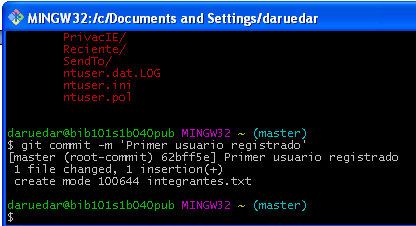 MINGW32:/c/Documents and Settings/daruedar
PrivacIE/
Reciente/
SendTo/
ntuser.dat.LOG
ntuser.ini
ntuser.pol
daruedar@bib101s1b040pub MINGW32 ~ (master)
$ git commit -m 'Primer usuario registrado'
[master (root-commit) 62bff5e] Primer usuario registrado
1 file changed, 1 insertion(+)
create mode 100644 integrantes.txt
daruedar@bib101s1b040pub MINGW32 ~ (master)
$